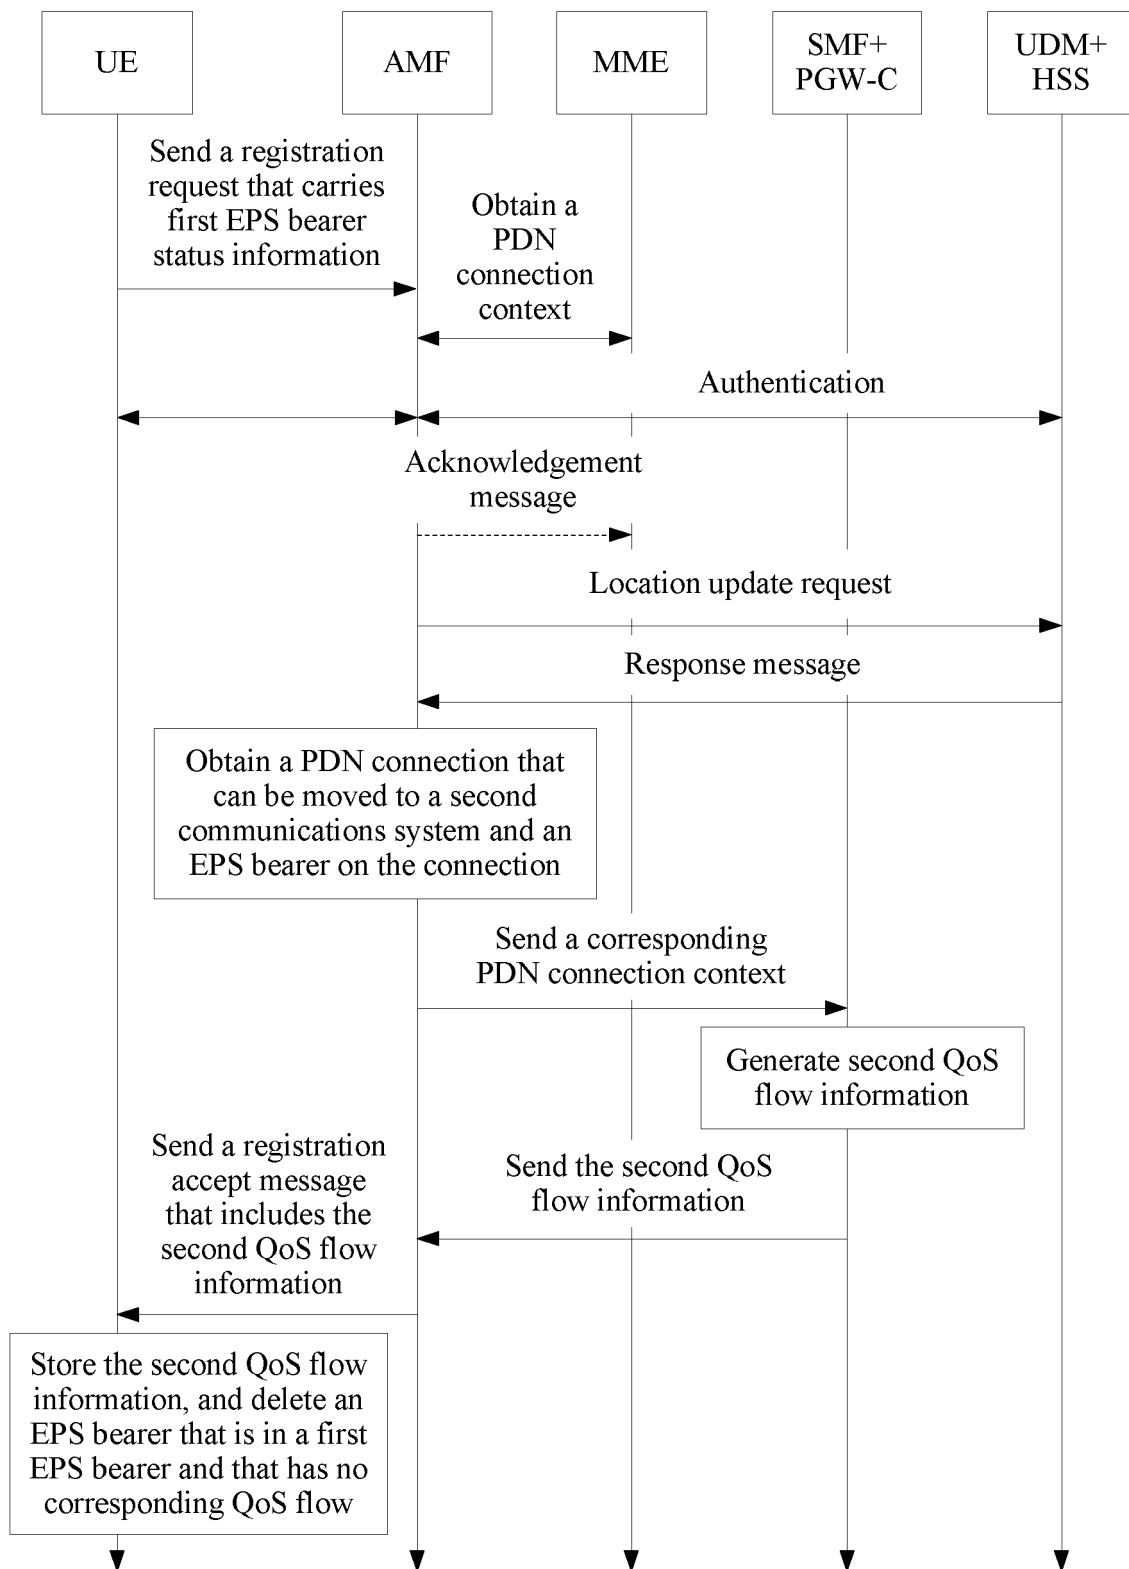 UE
AMF
MME
SMF+
PGW-C
UDM+
HSS
Send a registration
request that carries
first EPS bearer
status information
Obtain a
PDN
connection
context
Authentication
Acknowledgement
message
Location update request
Response message
Obtain a PDN connection that
can be moved to a second
communications system and an
EPS bearer on the connection
Send a corresponding
PDN connection context
Generate second QoS
flow information
Send the second QoS
flow information
Send a registration
accept message
that includes the
second QoS flow
information
Store the second QoS flow
information, and delete an
EPS bearer that is in a first
EPS bearer and that has no
corresponding QoS flow